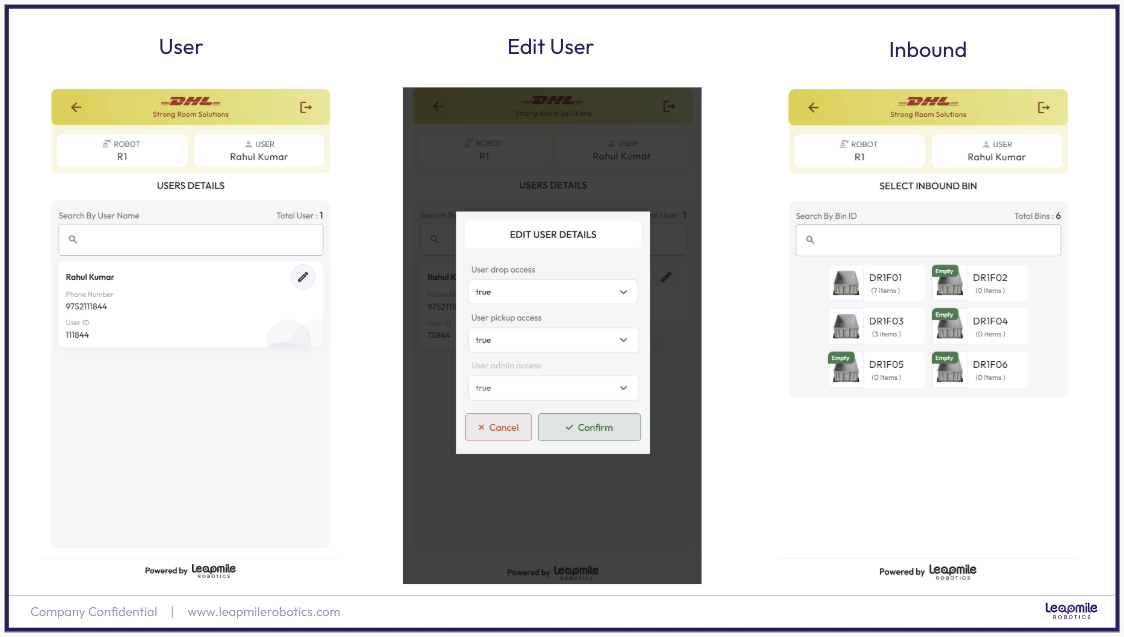 User
DHL
Strong Room Solutions
ROBOT
R1
USER
Rahul Kumar
USERS DETAILS
Search By User Name
Total User : 1
Rahul Kumar
Phone Number
9752111844
User ID
111844
Powered by Leapmile
ROBOTICS
Edit User
DHL
Strong Room Solutions
ROBOT
R1
USER
Rahul Kumar
USERS DETAILS
EDIT USER DETAILS
User drop access
true
User pickup access
true
User admin access
true
Cancel
Confirm
Powered by Leapmile
ROBOTICS
Inbound
DHL
Strong Room Solutions
ROBOT
R1
USER
Rahul Kumar
SELECT INBOUND BIN
Search By Bin ID
Total Bins : 6
DR1F01
(7 items )
Empty
DR1F02
(0 items )
DR1F03
(3 items )
Empty
DR1F04
(0 items )
Empty
DR1F05
(0 items )
Empty
DR1F06
(0 items )
Powered by Leapmile
ROBOTICS
Company Confidential | www.leapmilerobotics.com
Leapmile
ROBOTICS